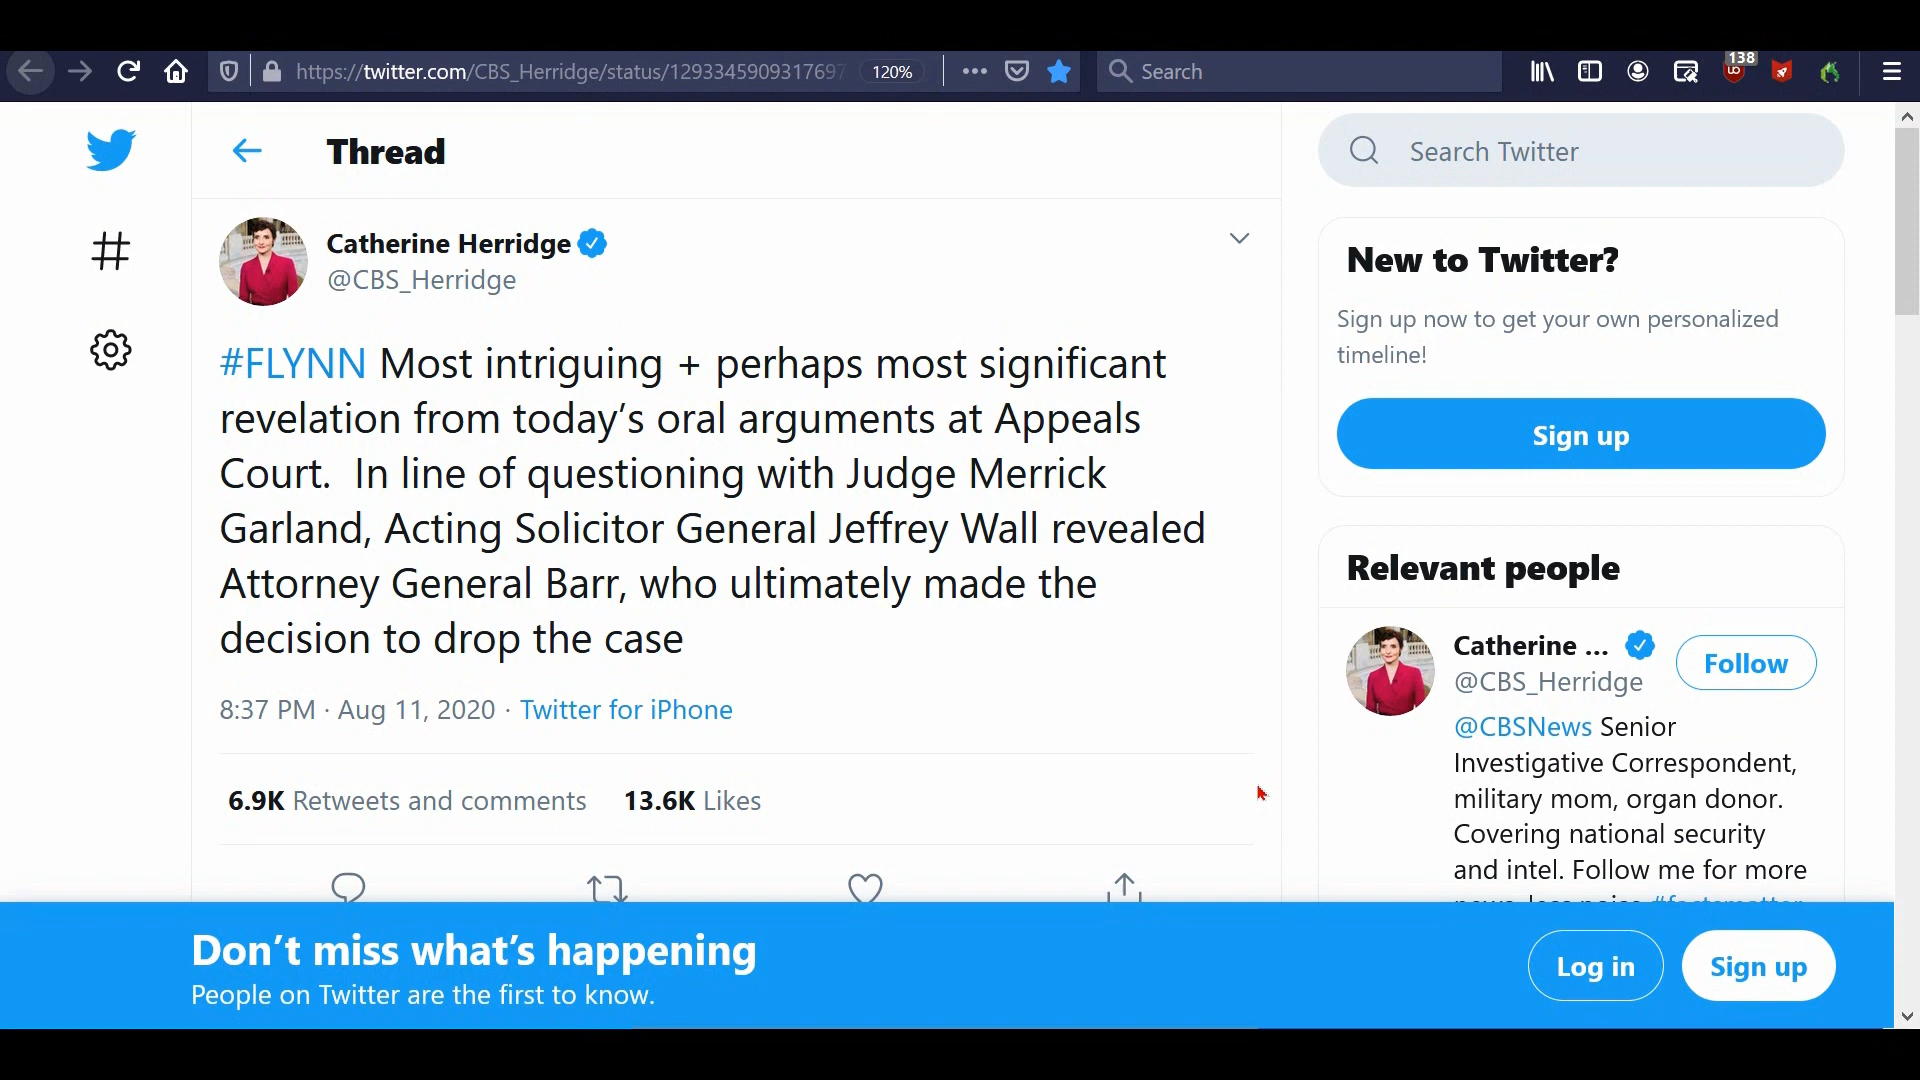 https://twitter.com/CBS_Herridge/status/129334590931769
120%
Search
138
Thread
Search Twitter
Catherine Herridge
@CBS_Herridge
#FLYNN Most intriguing + perhaps most significant
revelation from today’s oral arguments at Appeals
Court.  In line of questioning with Judge Merrick
Garland, Acting Solicitor General Jeffrey Wall revealed
Attorney General Barr, who ultimately made the
decision to drop the case
8:37 PM · Aug 11, 2020 · Twitter for iPhone
6.9K Retweets and comments 13.6K Likes
New to Twitter?
Sign up now to get your own personalized
timeline!
Sign up
Relevant people
Catherine ...
@CBS_Herridge
Follow
@CBSNews Senior
Investigative Correspondent,
military mom, organ donor.
Covering national security
and intel. Follow me for more
Don’t miss what’s happening
People on Twitter are the first to know.
Log in
Sign up